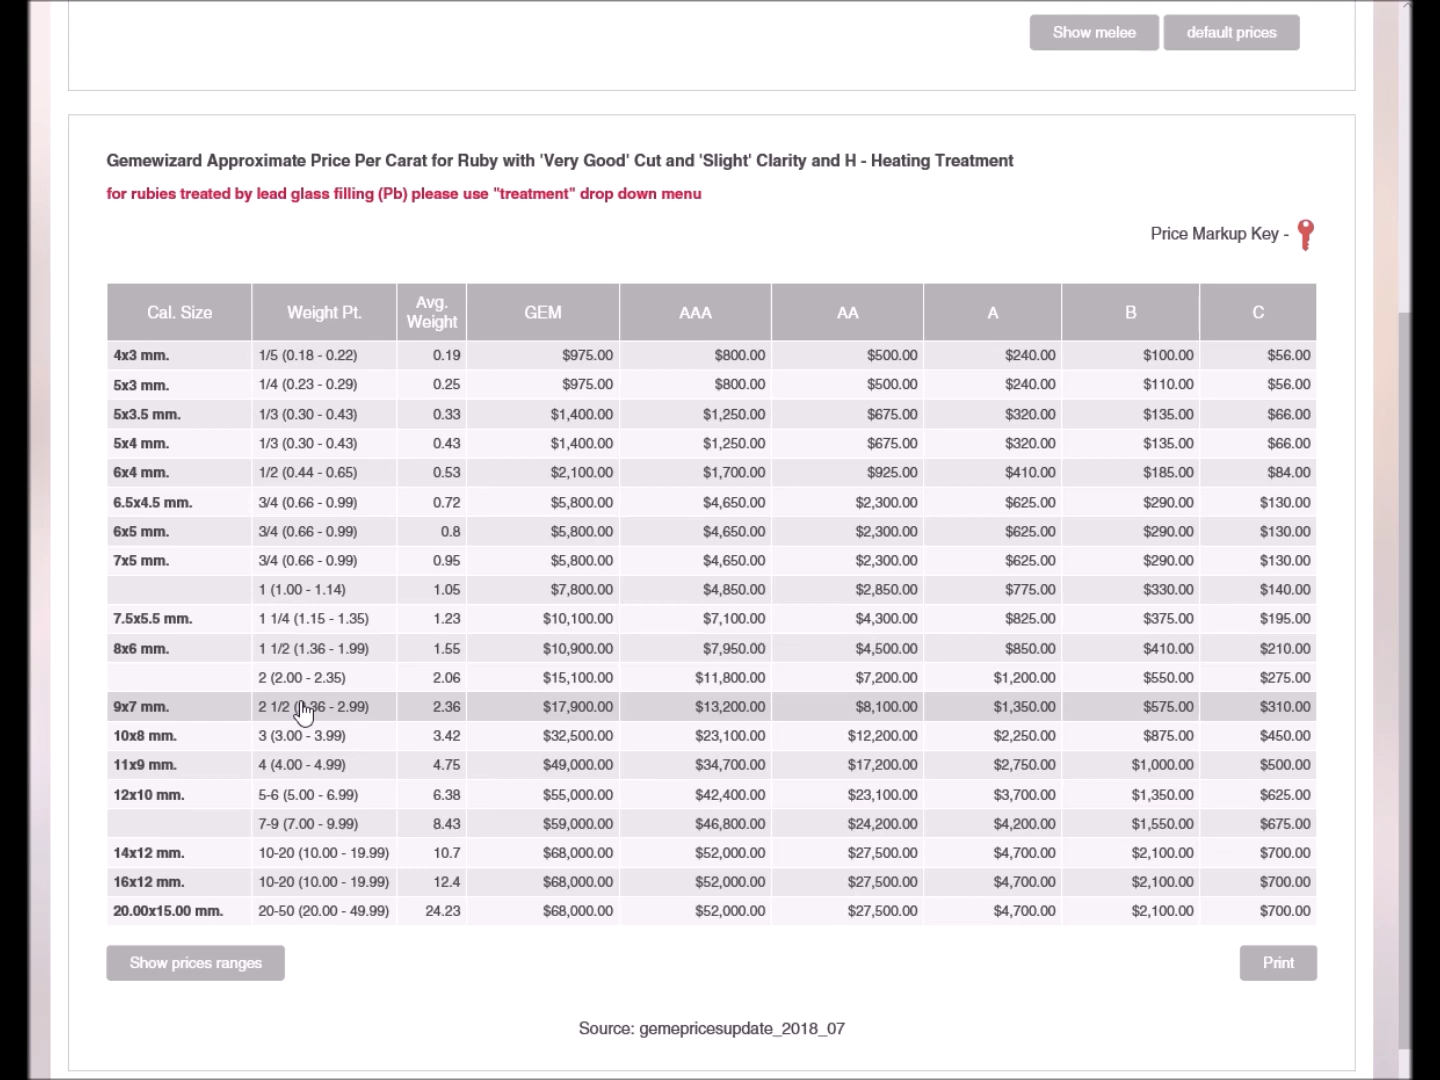 Show melee default prices
Gemewizard Approximate Price Per Carat for Ruby with 'Very Good' Cut and 'Slight' Clarity and H - Heating Treatment
for rubies treated by lead glass filling (Pb) please use "treatment" drop down menu
Price Markup Key -
Cal. Size Weight Pt. Avg. Weight GEM AAA AA A B C
4x3 mm. 1/5 (0.18 - 0.22) 0.19 $975.00 $800.00 $500.00 $240.00 $100.00 $56.00
5x3 mm. 1/4 (0.23 - 0.29) 0.25 $975.00 $800.00 $500.00 $240.00 $110.00 $56.00
5x3.5 mm. 1/3 (0.30 - 0.43) 0.33 $1,400.00 $1,250.00 $675.00 $320.00 $135.00 $66.00
5x4 mm. 1/3 (0.30 - 0.43) 0.43 $1,400.00 $1,250.00 $675.00 $320.00 $135.00 $66.00
6x4 mm. 1/2 (0.44 - 0.65) 0.53 $2,100.00 $1,700.00 $925.00 $410.00 $185.00 $84.00
6.5x4.5 mm. 3/4 (0.66 - 0.99) 0.72 $5,800.00 $4,650.00 $2,300.00 $625.00 $290.00 $130.00
6x5 mm. 3/4 (0.66 - 0.99) 0.8 $5,800.00 $4,650.00 $2,300.00 $625.00 $290.00 $130.00
7x5 mm. 3/4 (0.66 - 0.99) 0.95 $5,800.00 $4,650.00 $2,300.00 $625.00 $290.00 $130.00
1 (1.00 - 1.14) 1.05 $7,800.00 $4,850.00 $2,850.00 $775.00 $330.00 $140.00
7.5x5.5 mm. 1 1/4 (1.15 - 1.35) 1.23 $10,100.00 $7,100.00 $4,300.00 $825.00 $375.00 $195.00
8x6 mm. 1 1/2 (1.36 - 1.99) 1.55 $10,900.00 $7,950.00 $4,500.00 $850.00 $410.00 $210.00
2 (2.00 - 2.35) 2.06 $15,100.00 $11,800.00 $7,200.00 $1,200.00 $550.00 $275.00
9x7 mm. 2 1/2 - 2.99) 2.36 $17,900.00 $13,200.00 $8,100.00 $1,350.00 $575.00 $310.00
10x8 mm. 3 (3.00 - 3.99) 3.42 $32,500.00 $23,100.00 $12,200.00 $2,250.00 $875.00 $450.00
11x9 mm. 4 (4.00 - 4.99) 4.75 $49,000.00 $34,700.00 $17,200.00 $2,750.00 $1,000.00 $500.00
12x10 mm. 5-6 (5.00 - 6.99) 6.38 $55,000.00 $42,400.00 $23,100.00 $3,700.00 $1,350.00 $625.00
7-9 (7.00 - 9.99) 8.43 $59,000.00 $46,800.00 $24,200.00 $4,200.00 $1,550.00 $675.00
14x12 mm. 10-20 (10.00 - 19.99) 10.7 $68,000.00 $52,000.00 $27,500.00 $4,700.00 $2,100.00 $700.00
16x12 mm. 10-20 (10.00 - 19.99) 12.4 $68,000.00 $52,000.00 $27,500.00 $4,700.00 $2,100.00 $700.00
20.00x15.00 mm. 20-50 (20.00 - 49.99) 24.23 $68,000.00 $52,000.00 $27,500.00 $4,700.00 $2,100.00 $700.00
Show prices ranges Print
Source: gemepricesupdate_2018_07